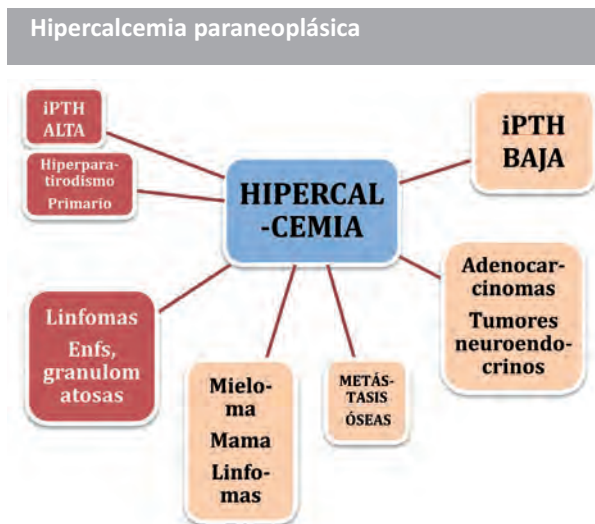 Hipercalcemia paraneoplásica
iPTH
ALTA
Hiperpara-
tirodismo
Primario
HIPERCAL
-CEMIA
iPTH
BAJA
Linfomas
Enfs,
granulom
atosas
Mielo-
ma
Mama
Linfo-
mas
METÁS-
TASIS
ÓSEAS
Adenocar-
cinomas
Tumores
neuroendo-
crinos